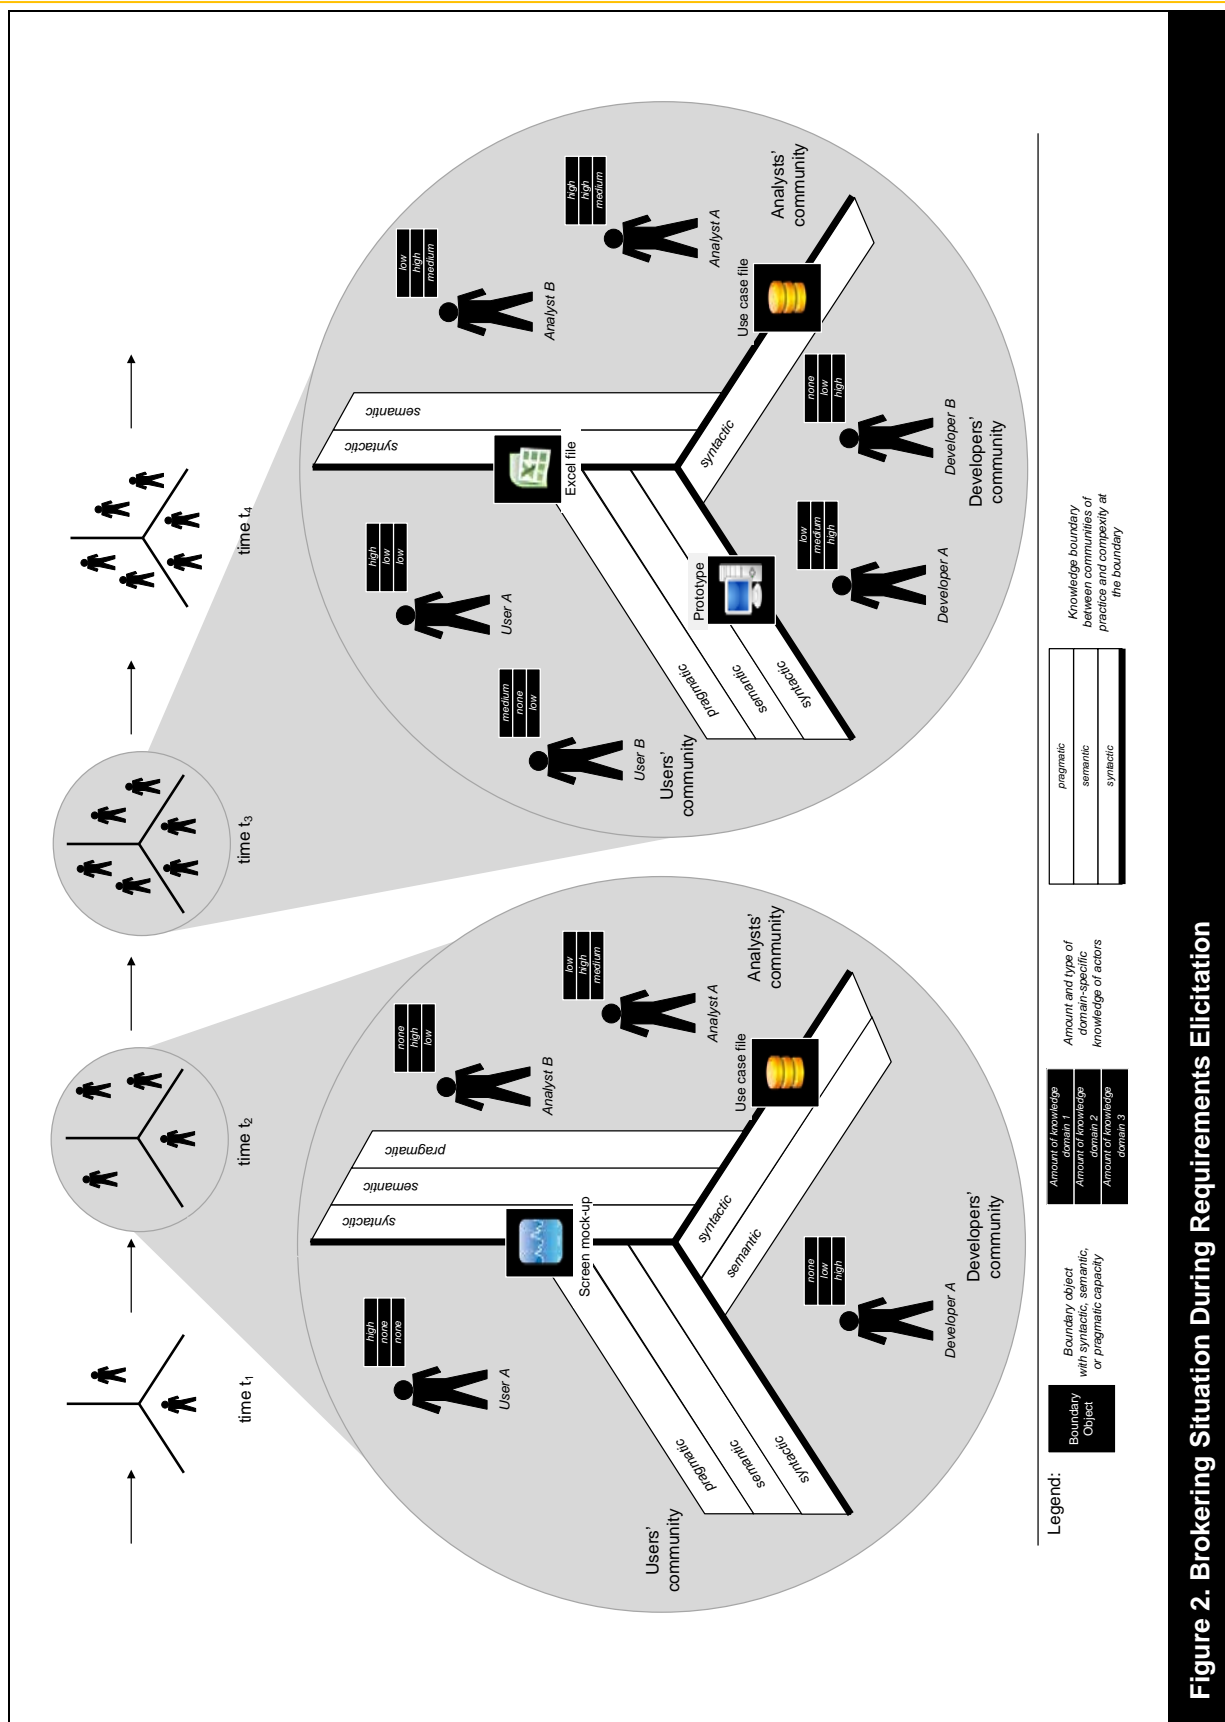 time t1
time t2
time t3
time t4
Users'
community
User A
high
none
none
Screen mock-up
syntactic
semantic
pragmatic
Analyst B
none
high
low
Analyst A
low
high
medium
Analysts'
community
Use case file
syntactic
semantic
pragmatic
semantic
syntactic
Developer A
none
low
high
Developers'
community
User B
medium
none
low
Users'
community
User A
high
low
low
Excel file
syntactic
semantic
Analyst B
low
high
medium
Analyst A
high
high
medium
Analysts'
community
Use case file
syntactic
Prototype
pragmatic
semantic
syntactic
Developer A
low
medium
high
Developer B
none
low
high
Developers'
community
Legend:
Boundary
Object
Boundary object
with syntactic, semantic,
or pragmatic capacity
Amount of knowledge
domain 1
Amount of knowledge
domain 2
Amount of knowledge
domain 3
Amount and type of
domain-specific
knowledge of actors
pragmatic
semantic
syntactic
Knowledge boundary
between communities of
practice and compexity at
the boundary
Figure 2. Brokering Situation During Requirements Elicitation